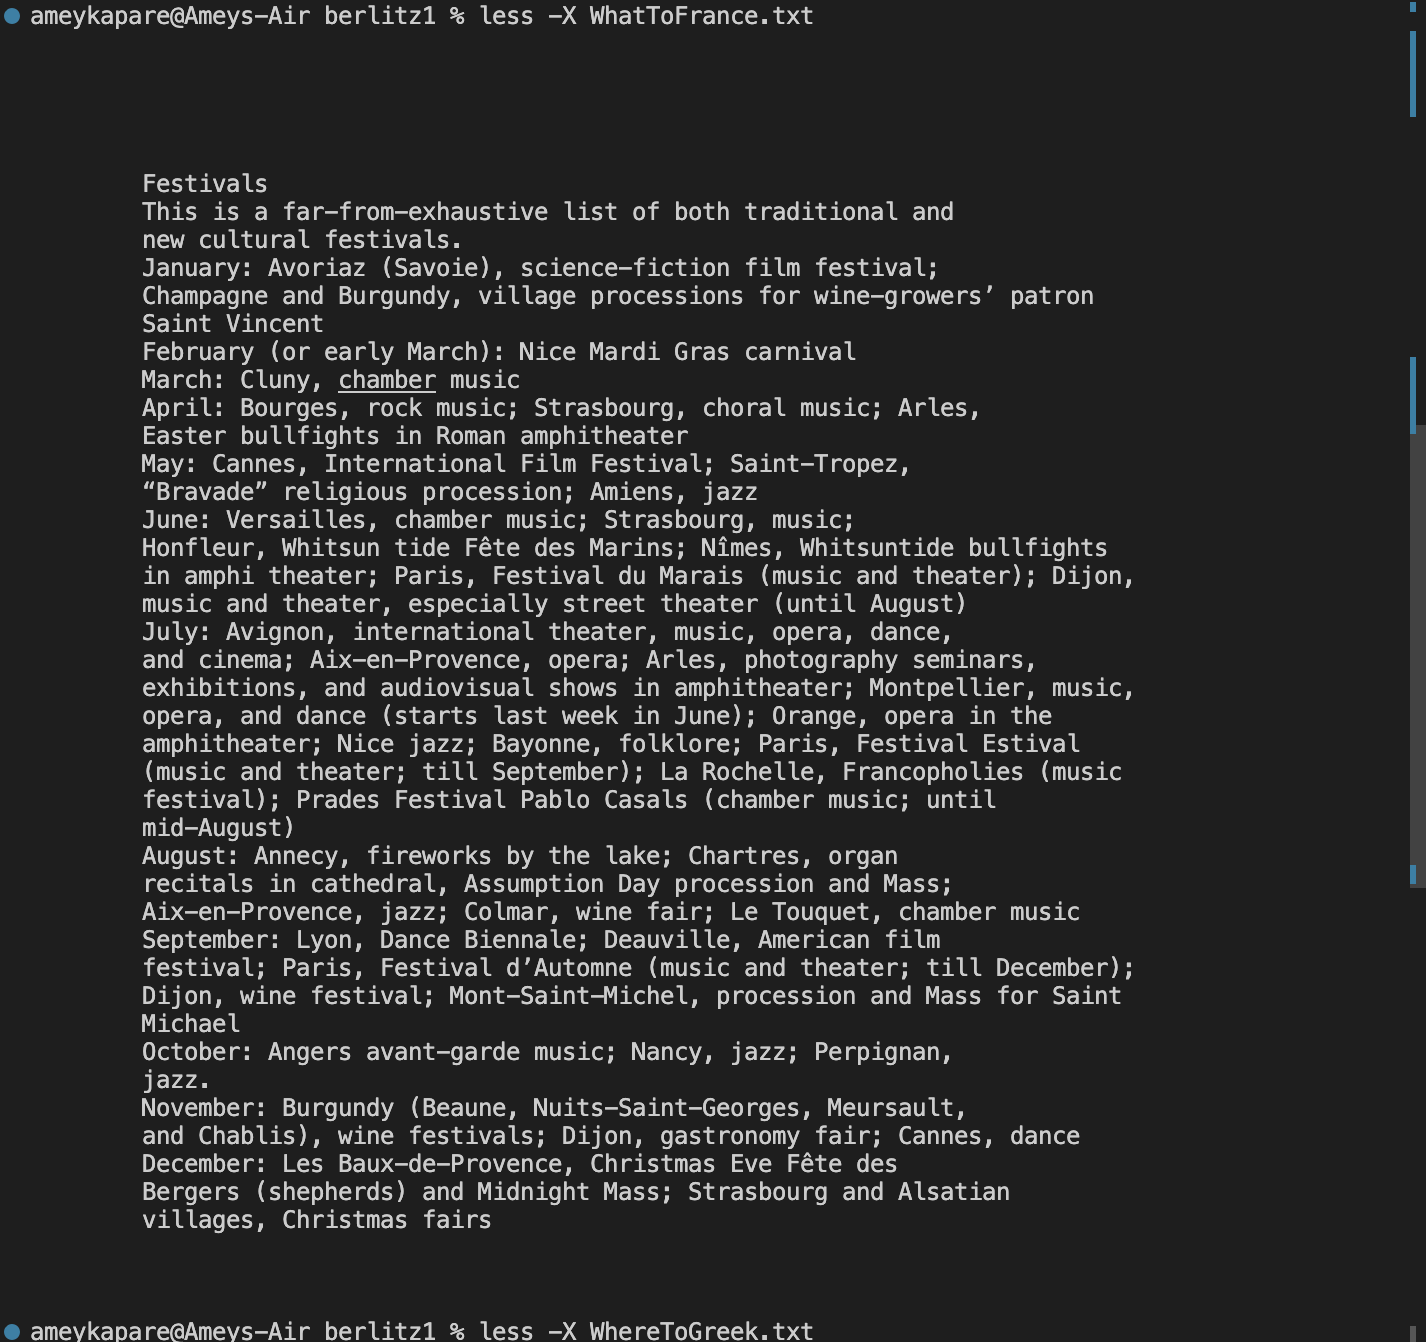 ameykapare@Ameys-Air berlitz1 % less -X WhatToFrance.txt
Festivals
This is a far-from-exhaustive list of both traditional and
new cultural festivals.
January: Avoriaz (Savoie), science-fiction film festival;
Champagne and Burgundy, village processions for wine-growers’ patron
Saint Vincent
February (or early March): Nice Mardi Gras carnival
March: Cluny, chamber music
April: Bourges, rock music; Strasbourg, choral music; Arles,
Easter bullfights in Roman amphitheater
May: Cannes, International Film Festival; Saint-Tropez,
“Bravade” religious procession; Amiens, jazz
June: Versailles, chamber music; Strasbourg, music;
Honfleur, Whitsun tide Fête des Marins; Nîmes, Whitsuntide bullfights
in amphi theater; Paris, Festival du Marais (music and theater); Dijon,
music and theater, especially street theater (until August)
July: Avignon, international theater, music, opera, dance,
and cinema; Aix-en-Provence, opera; Arles, photography seminars,
exhibitions, and audiovisual shows in amphitheater; Montpellier, music,
opera, and dance (starts last week in June); Orange, opera in the
amphitheater; Nice jazz; Bayonne, folklore; Paris, Festival Estival
(music and theater; till September); La Rochelle, Francopholies (music
festival); Prades Festival Pablo Casals (chamber music; until
mid-August)
August: Annecy, fireworks by the lake; Chartres, organ
recitals in cathedral, Assumption Day procession and Mass;
Aix-en-Provence, jazz; Colmar, wine fair; Le Touquet, chamber music
September: Lyon, Dance Biennale; Deauville, American film
festival; Paris, Festival d’Automne (music and theater; till December);
Dijon, wine festival; Mont-Saint-Michel, procession and Mass for Saint
Michael
October: Angers avant-garde music; Nancy, jazz; Perpignan,
jazz.
November: Burgundy (Beaune, Nuits-Saint-Georges, Meursault,
and Chablis), wine festivals; Dijon, gastronomy fair; Cannes, dance
December: Les Baux-de-Provence, Christmas Eve Fête des
Bergers (shepherds) and Midnight Mass; Strasbourg and Alsatian
villages, Christmas fairs
ameykapare@Ameys-Air berlitz1 % less -X WhereToGreek.txt